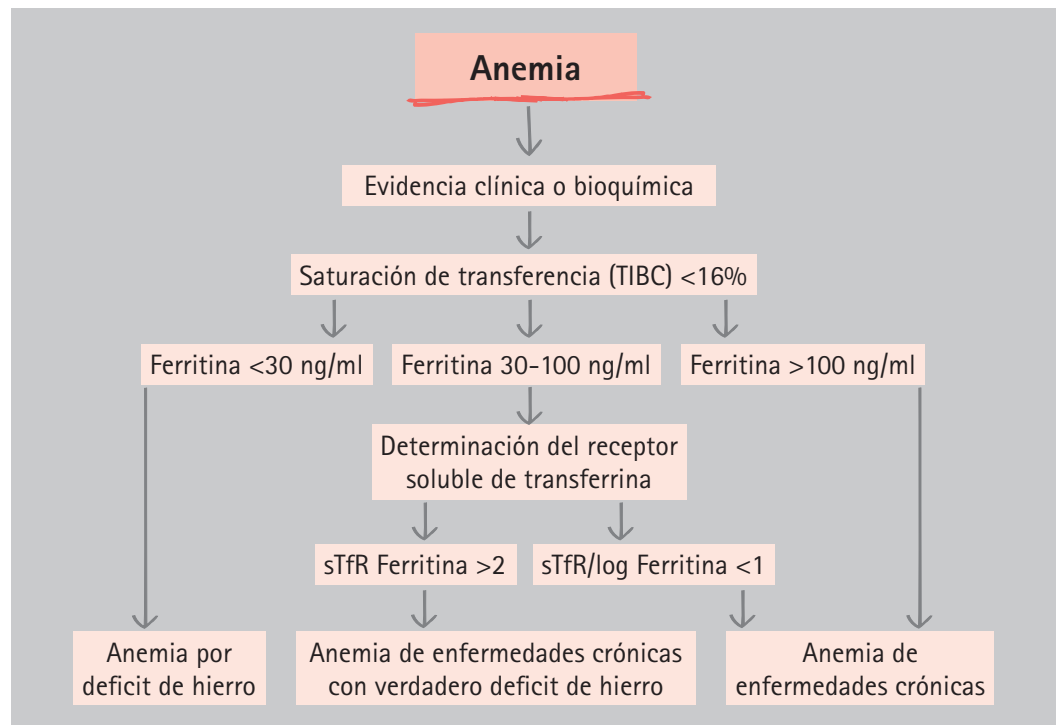 Anemia
Evidencia clínica o bioquímica
Saturación de transferencia (TIBC) <16%
Ferritina <30 ng/ml
Ferritina 30-100 ng/ml
Ferritina >100 ng/ml
Determinación del receptor
soluble de transferrina
sTfR Ferritina >2
sTfR/log Ferritina <1
Anemia por
deficit de hierro
Anemia de enfermedades crónicas
con verdadero deficit de hierro
Anemia de
enfermedades crónicas